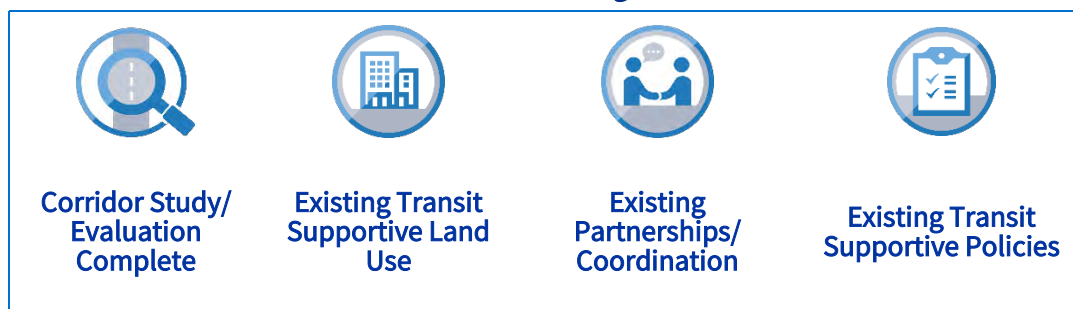 Corridor Study/
Evaluation
Complete
Existing Transit
Supportive Land
Use
Existing
Partnerships/
Coordination
Existing Transit
Supportive Policies